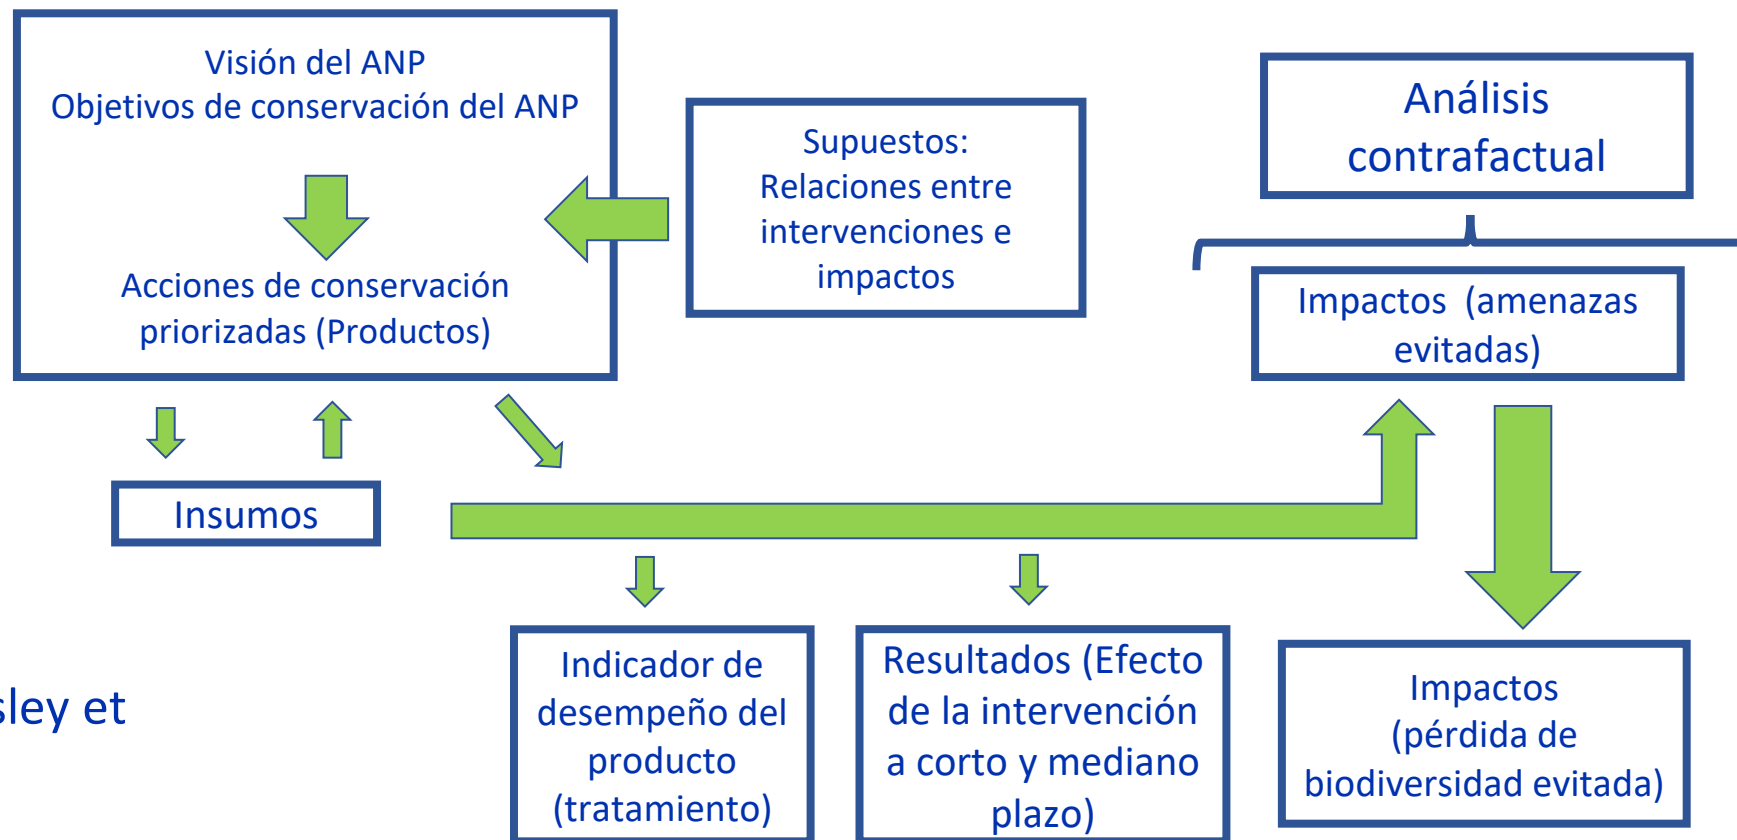 Visión del ANP
Objetivos de conservación del ANP
Acciones de conservación
priorizadas (Productos)
Supuestos:
Relaciones entre
intervenciones e
impactos
Análisis
contrafactual
Impactos (amenazas
evitadas)
Insumos
Indicador de
desempeño del
producto
(tratamiento)
Resultados (Efecto
de la intervención
a corto y mediano
plazo)
Impactos
(pérdida de
biodiversidad evitada)
sley et